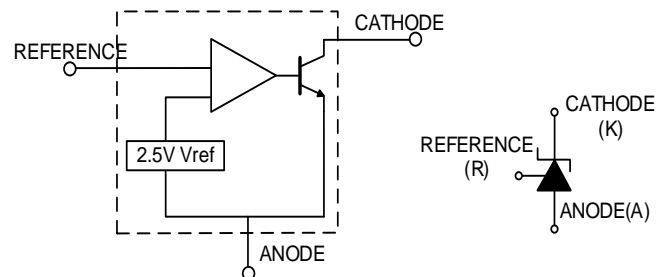 CATHODE
REFERENCE
2.5V Vref
ANODE
CATHODE
(K)
REFERENCE
(R)
ANODE(A)